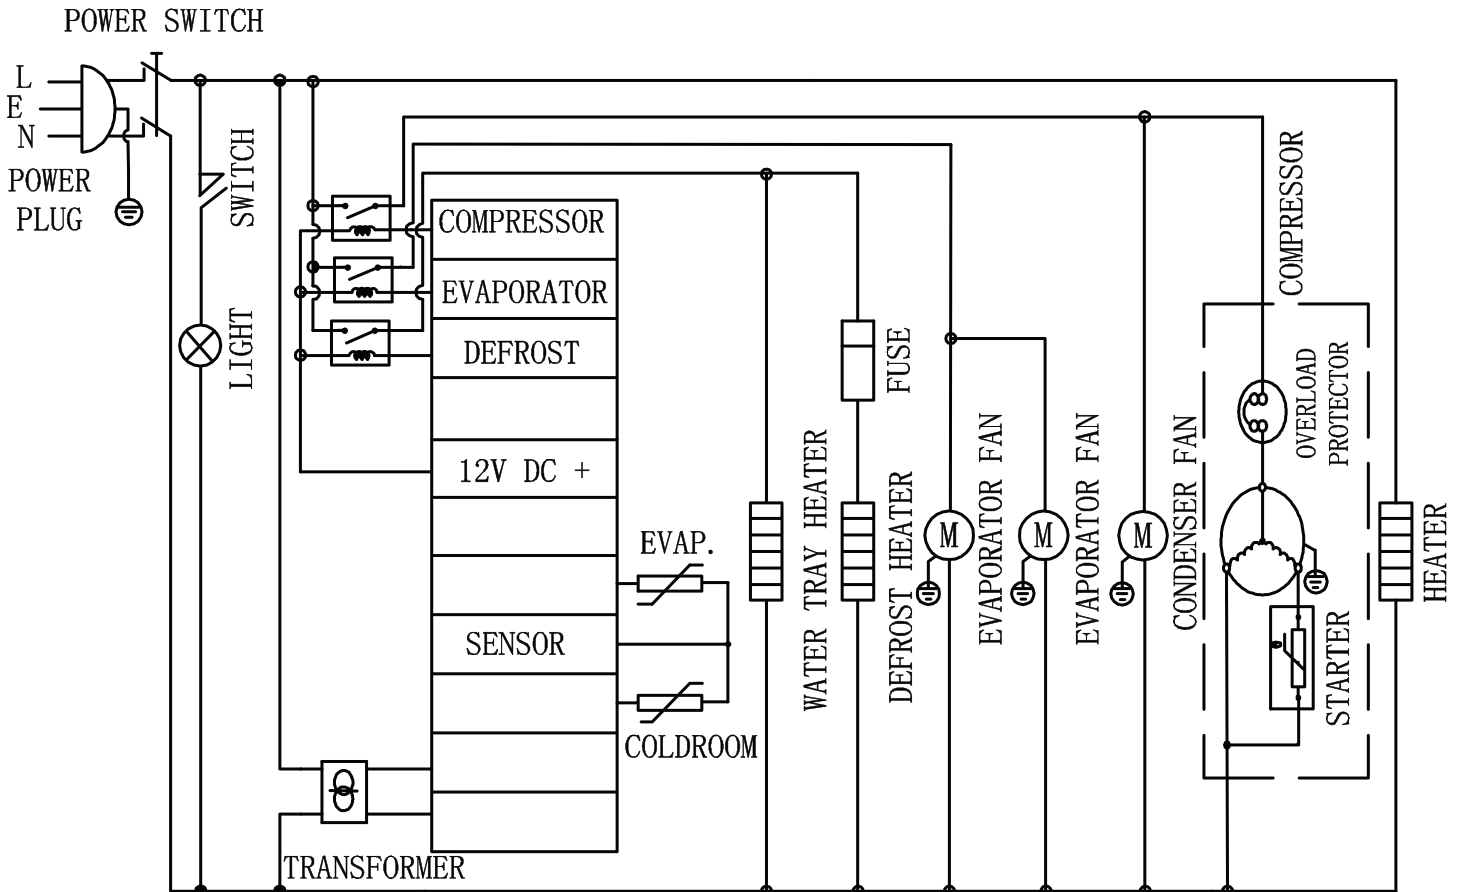 POWER SWITCH
L
E
N
POWER
PLUG
SWITCH
LIGHT
COMPRESSOR
EVAPORATOR
DEFROST
12V DC +
SENSOR
EVAP.
COLDROOM
TRANSFORMER
WATER TRAY HEATER
FUSE
DEFROST HEATER
M
EVAPORATOR FAN
M
EVAPORATOR FAN
M
CONDENSER FAN
COMPRESSOR
OVERLOAD
PROTECTOR
STARTER
HEATER